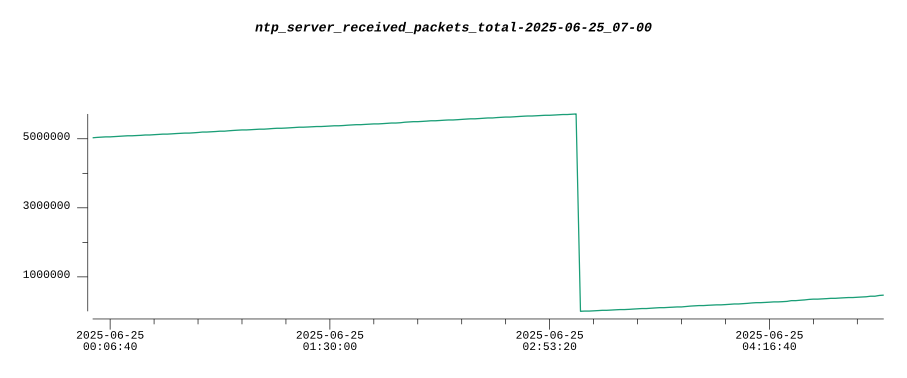 ntp_server_received_packets_total-2025-06-25_07-00
5000000
3000000
1000000
2025-06-25 2025-06-25 2025-06-25 2025-06-25
00:06:40 01:30:00 02:53:20 04:16:40